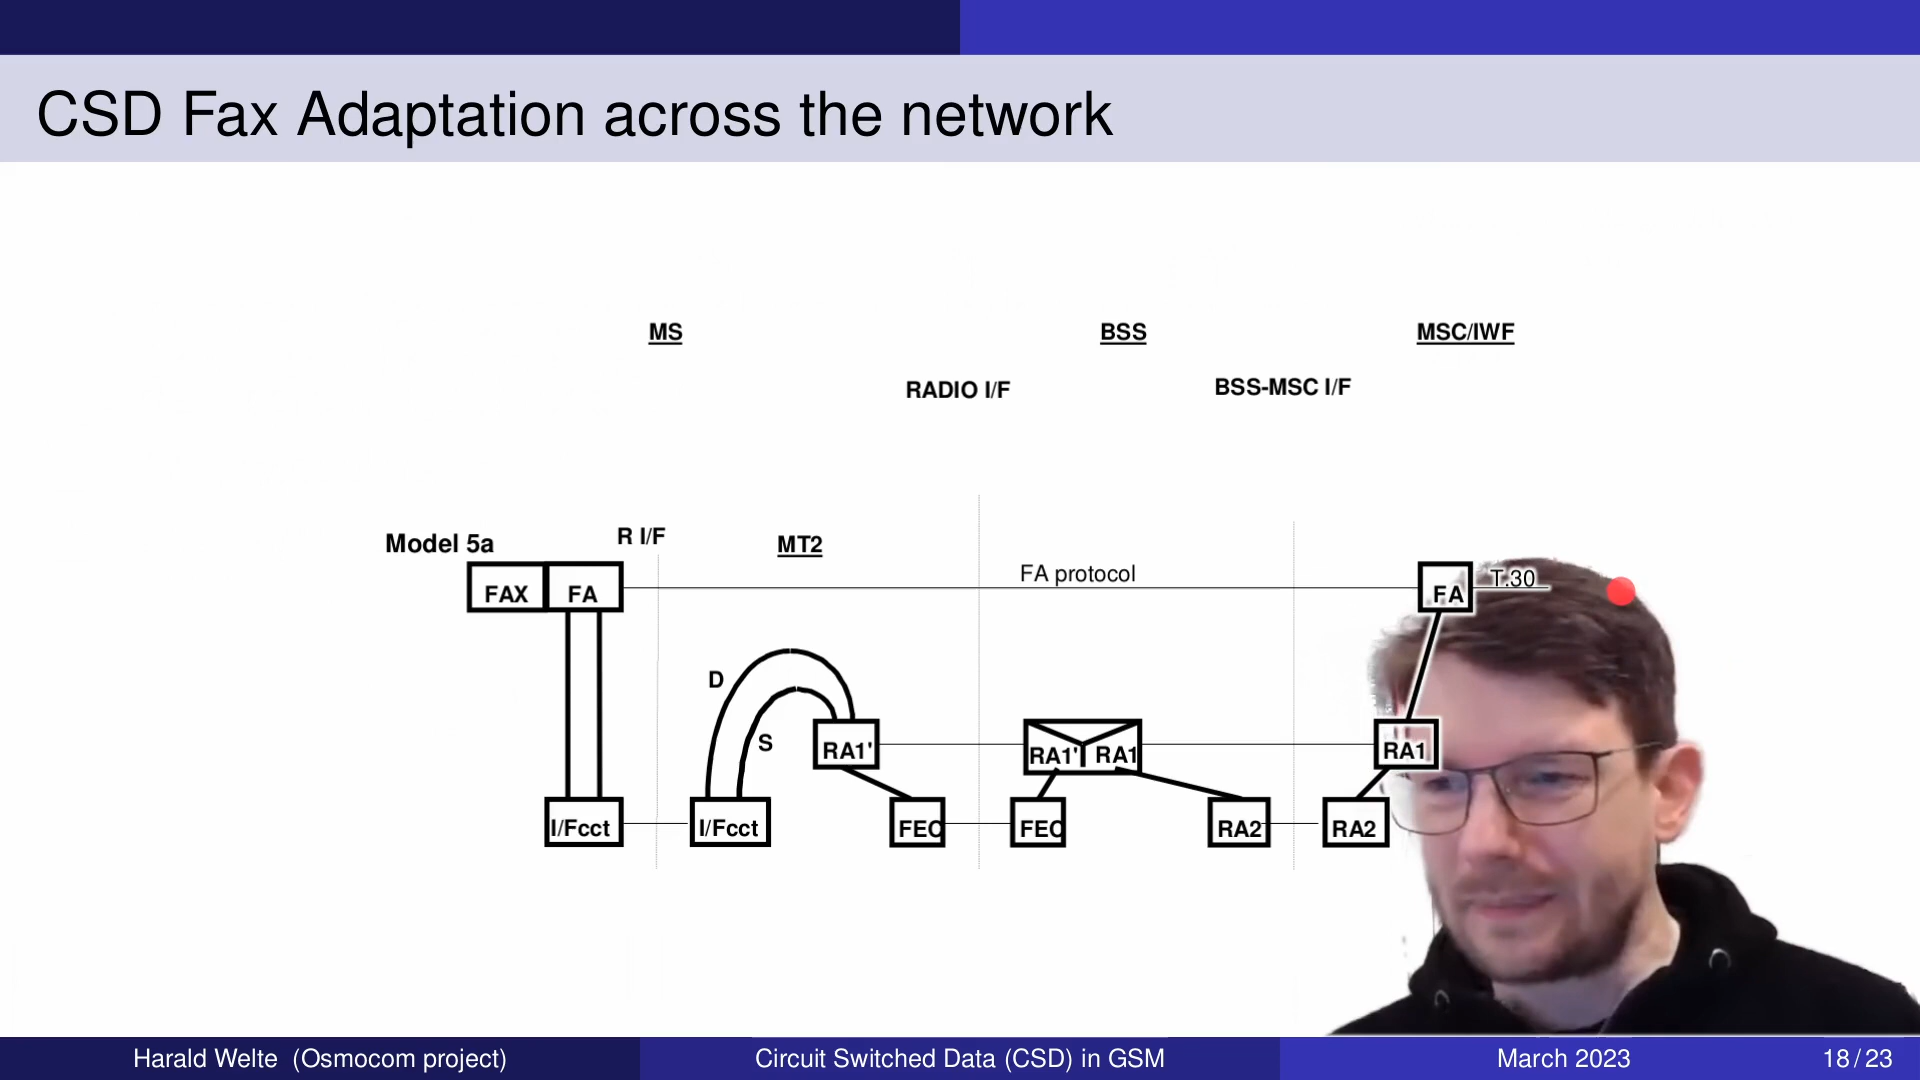 CSD Fax Adaptation across the network
MS
BSS
MSC/IWF
RADIO I/F
BSS-MSC I/F
Model 5a
R I/F
MT2
FAX
FA
FA protocol
FA
T.30
D
S
RA1'
RA1'
RA1
RA1
I/Fcct
I/Fcct
FEC
FEC
RA2
RA2
Harald Welte (Osmocom project)
Circuit Switched Data (CSD) in GSM
March 2023
18/23